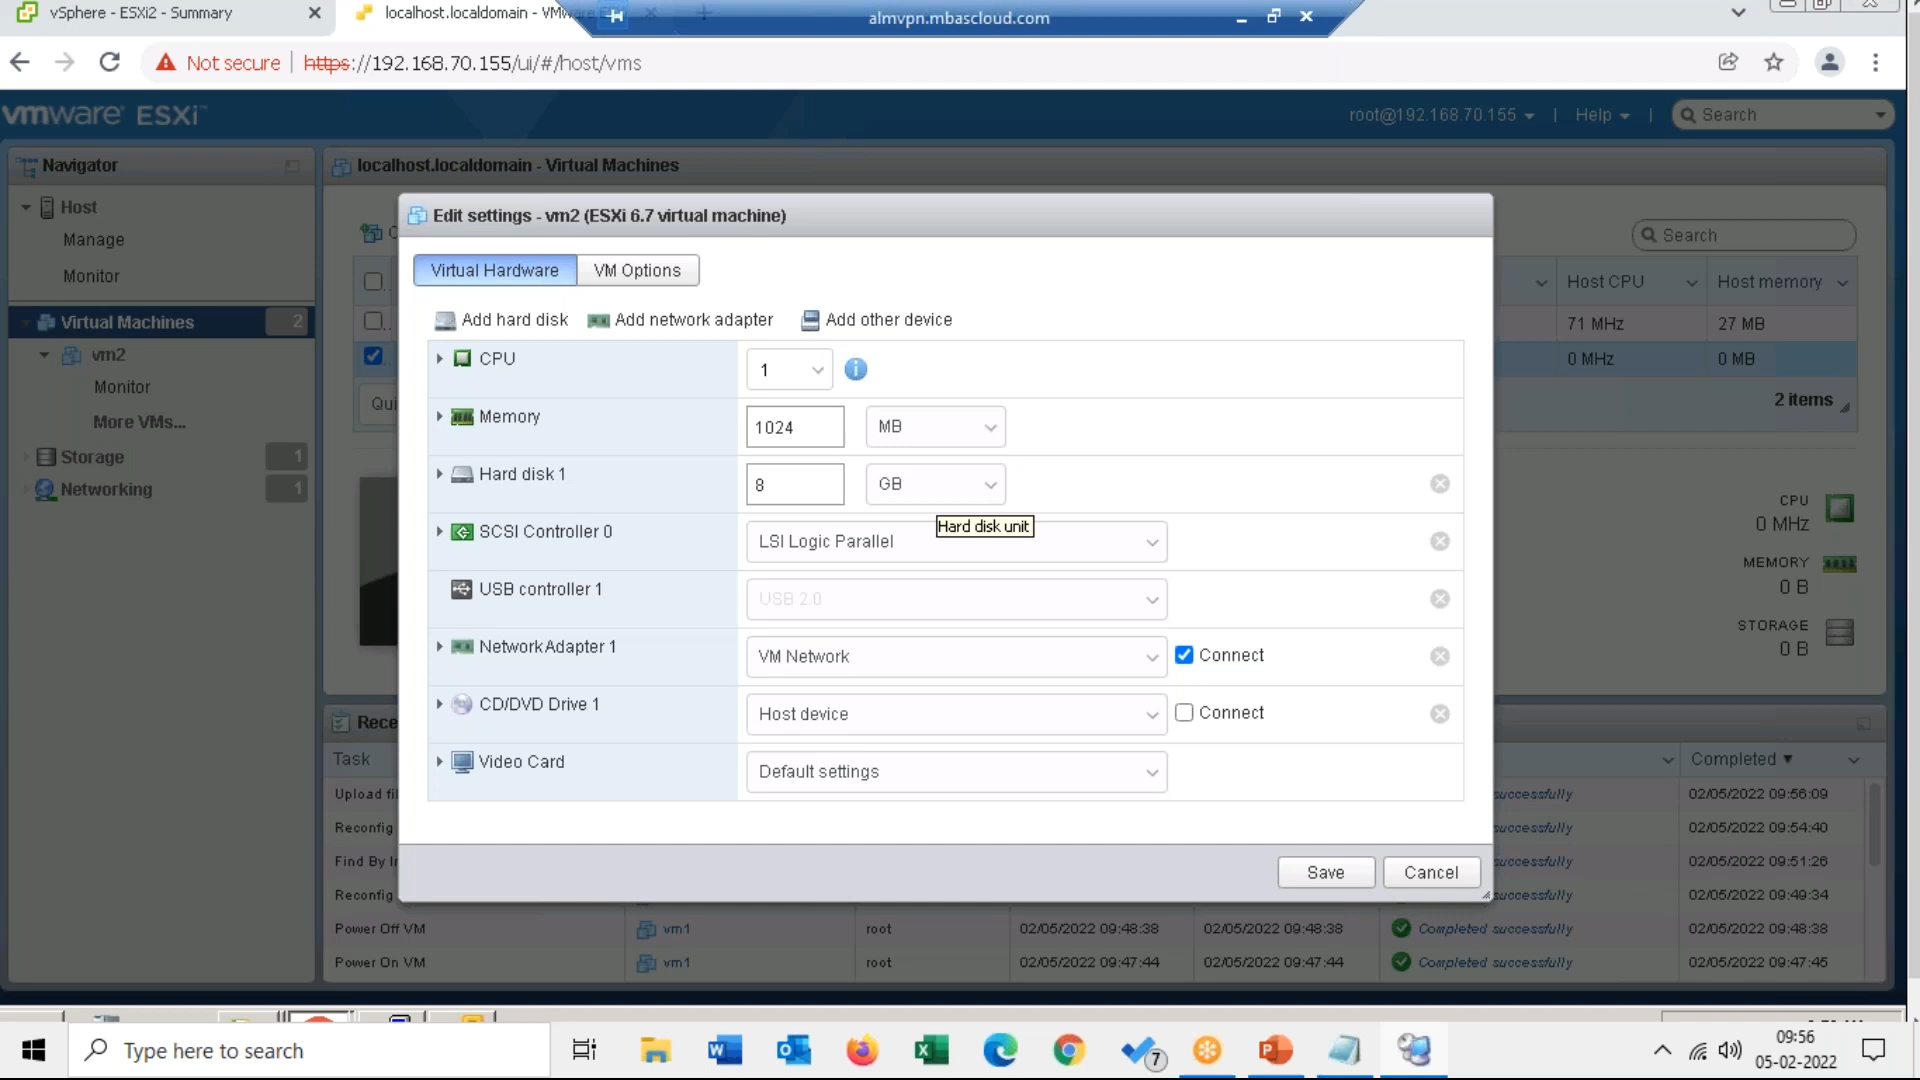 vSphere - ESXi2 - Summary
localhost.localdomain - VMware
almvpn.mbascloud.com
Not secure
https://192.168.70.155/ui/#/host/vms
vmware ESXi™
root@192.168.70.155
|
Help
|
Search
Navigator
localhost.localdomain - Virtual Machines
Host
Manage
Monitor
Virtual Machines
2
vm2
Monitor
More VMs...
Storage
1
Networking
1
Search
Host CPU
Host memory
71 MHz
27 MB
0 MHz
0 MB
2 items
Qui
CPU
0 MHz
MEMORY
0 B
STORAGE
0 B
Edit settings - vm2 (ESXi 6.7 virtual machine)
Virtual Hardware
VM Options
Add hard disk
Add network adapter
Add other device
CPU
1
Memory
1024
MB
Hard disk 1
8
GB
Hard disk unit
SCSI Controller 0
LSI Logic Parallel
USB controller 1
USB 2.0
Network Adapter 1
VM Network
Connect
CD/DVD Drive 1
Host device
Connect
Video Card
Default settings
Save
Cancel
Rece
Task
Completed ▼
Upload fil
successfully
02/05/2022 09:56:09
Reconfig
successfully
02/05/2022 09:54:40
Find By In
successfully
02/05/2022 09:51:26
Reconfig
successfully
02/05/2022 09:49:34
Power Off VM
vm1
root
02/05/2022 09:48:38
02/05/2022 09:48:38
Completed successfully
02/05/2022 09:48:38
Power On VM
vm1
root
02/05/2022 09:47:44
02/05/2022 09:47:44
Completed successfully
02/05/2022 09:47:45
Type here to search
7
09:56
05-02-2022